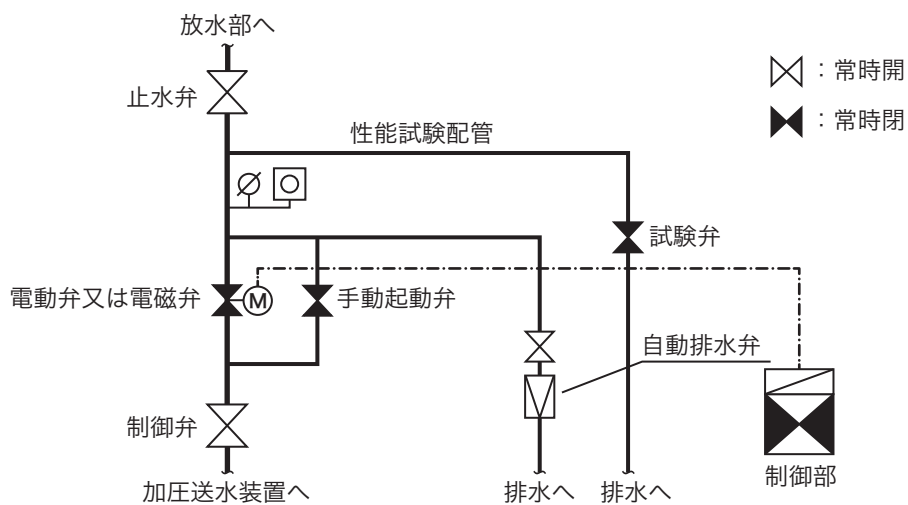 放水部へ
止水弁
：常時開
：常時閉
性能試験配管
試験弁
電動弁又は電磁弁
M
手動起動弁
自動排水弁
制御弁
制御部
加圧送水装置へ
排水へ
排水へ